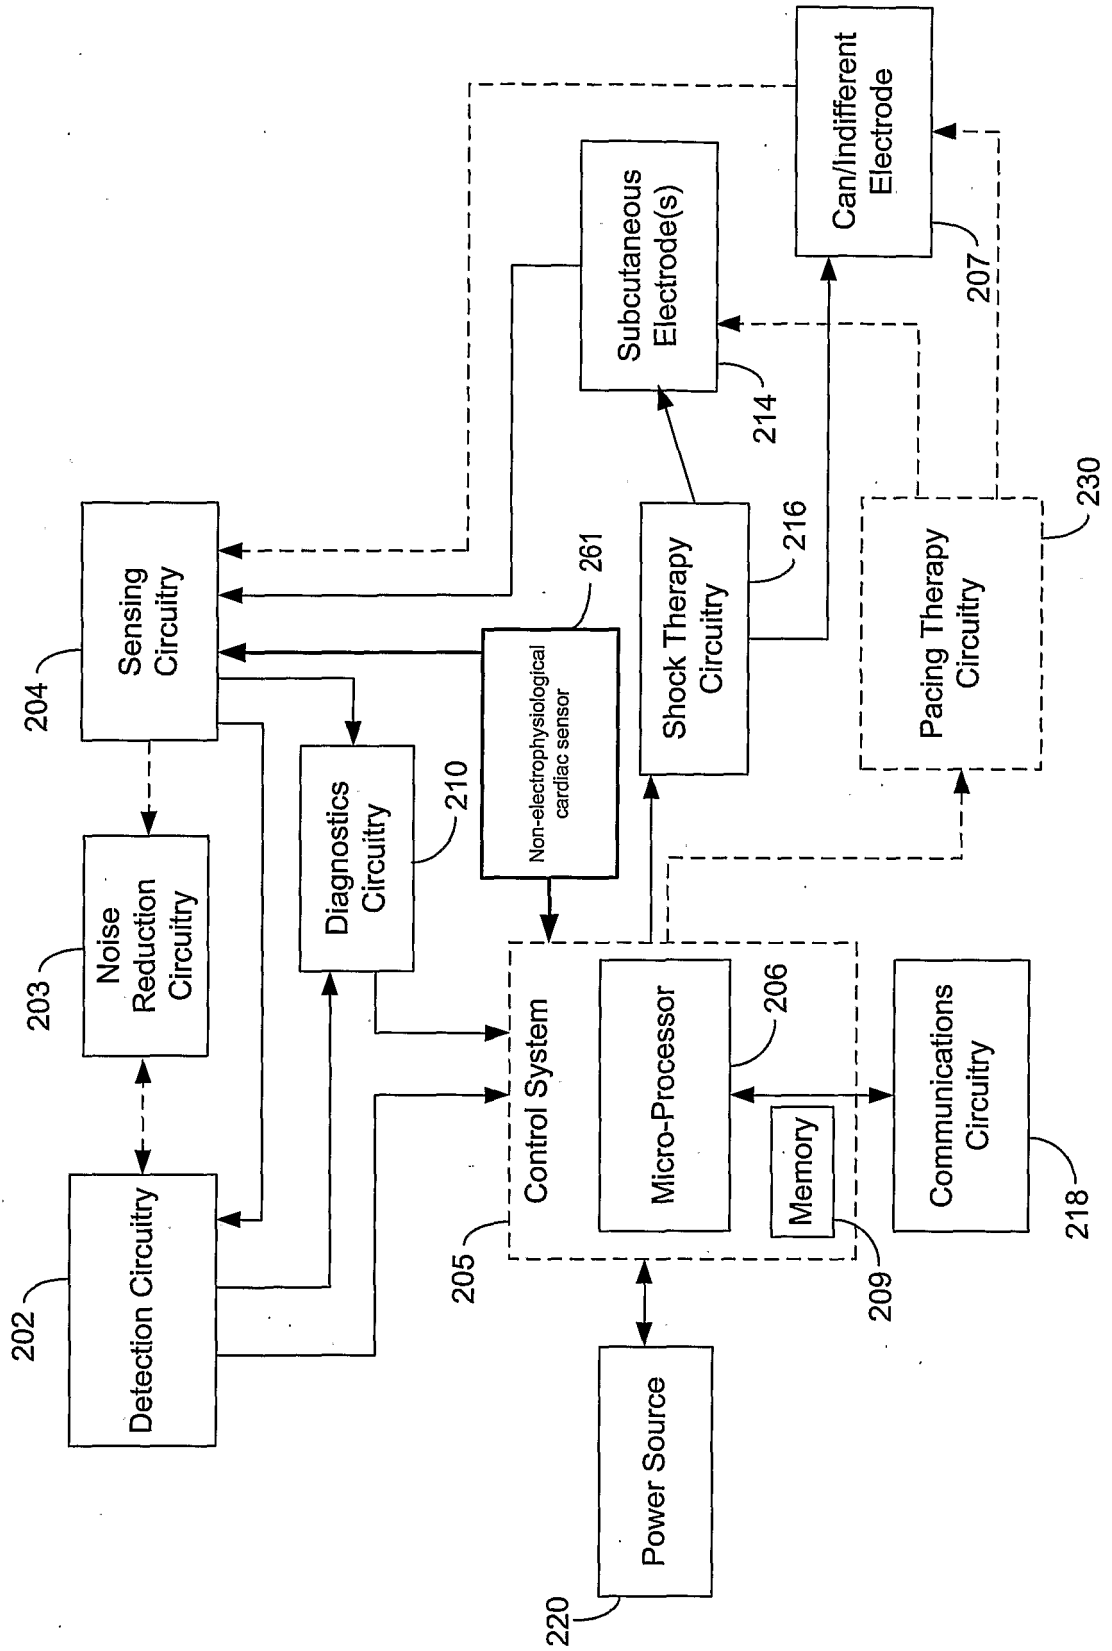 202
Detection Circuitry
203
Noise
Reduction
Circuitry
204
Sensing
Circuitry
Diagnostics
Circuitry
210
Non-electrophysiological
cardiac sensor
261
205
Control System
Micro-Processor
206
Memory
209
220
Power Source
Communications
Circuitry
218
Shock Therapy
Circuitry
216
Subcutaneous
Electrode(s)
214
Can/Indifferent
Electrode
207
Pacing Therapy
Circuitry
230